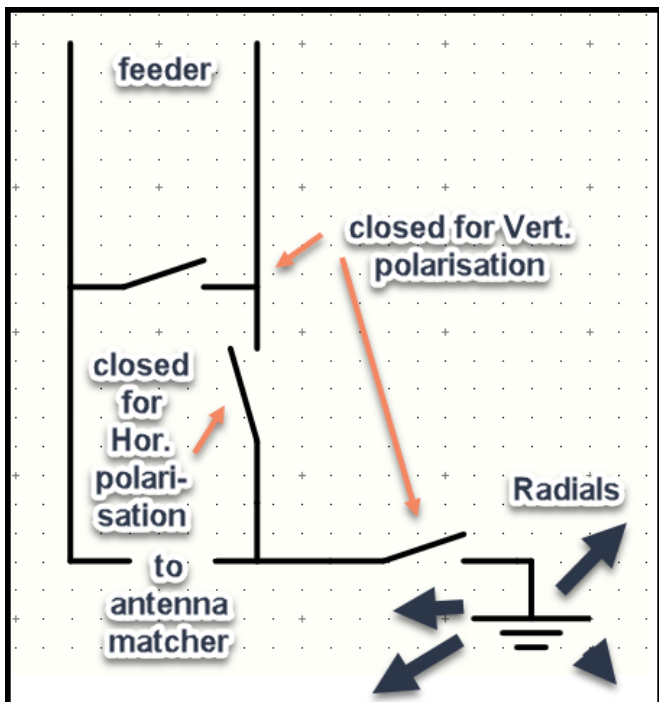 feeder
closed for Vert.
polarisation
closed
for
Hor.
polari-
sation
Radials
to
antenna
matcher